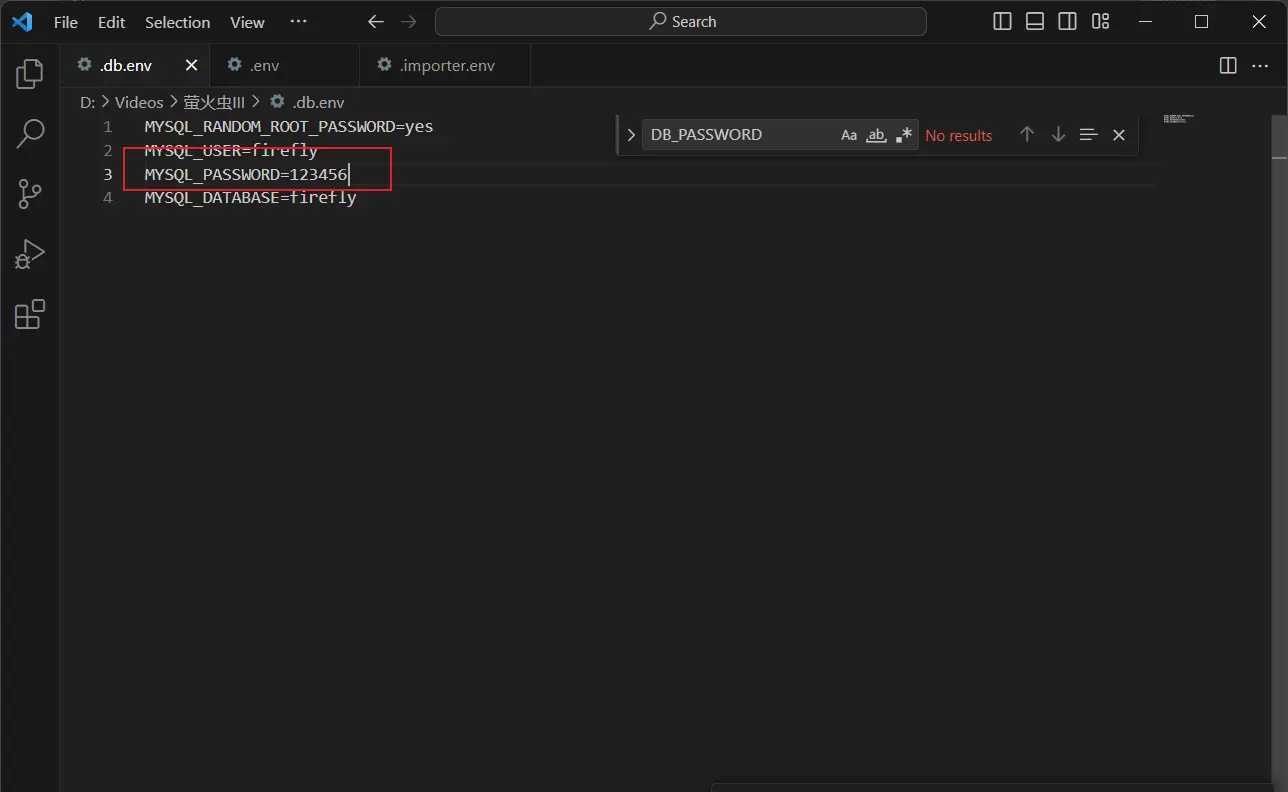 File Edit Selection View ··· Search
.db.env .env .importer.env
D: > Videos > 萤火虫III > .db.env
DB_PASSWORD Aa ab .* No results
1 MYSQL_RANDOM_ROOT_PASSWORD=yes
2 MYSQL_USER=firefly
3 MYSQL_PASSWORD=123456
4 MYSQL_DATABASE=firefly